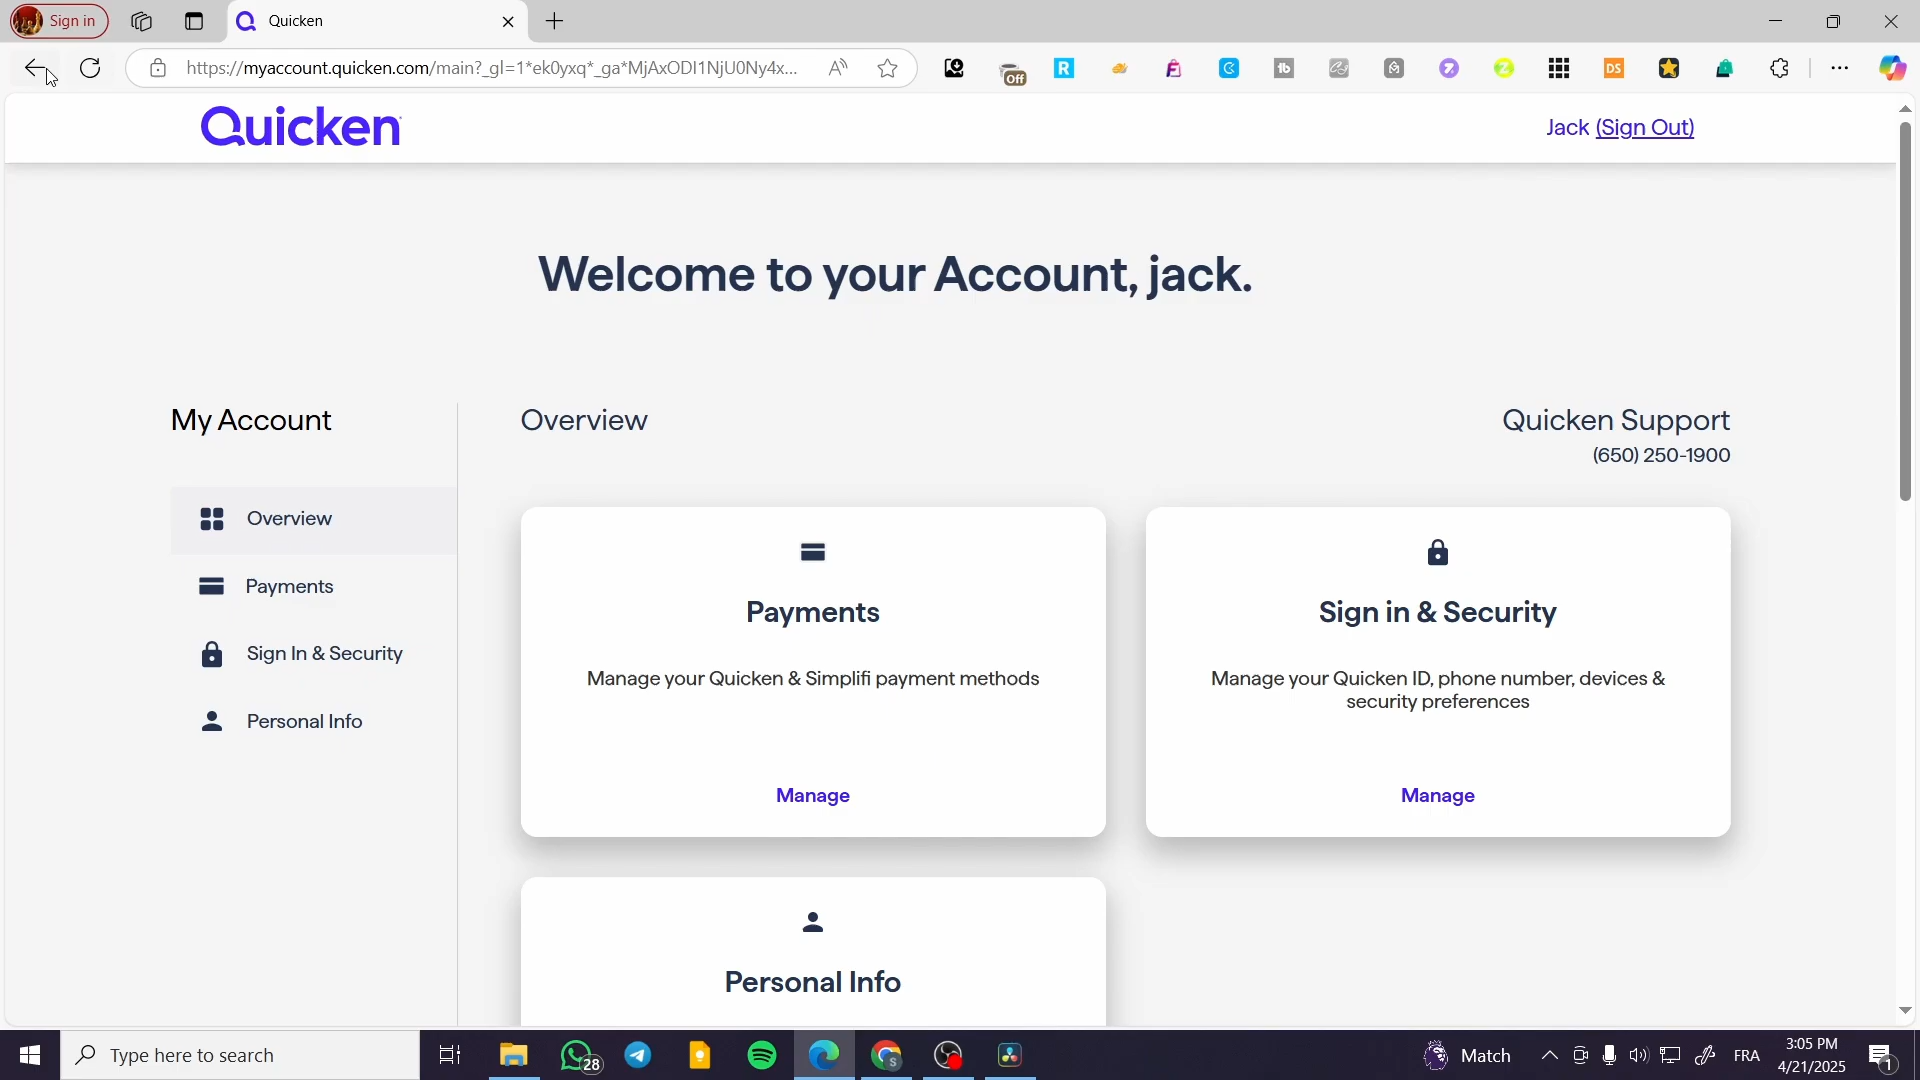 Sign in
Quicken
https://myaccount.quicken.com/main?_gl=1*ek0yxq*_ga*MjAxODI1NjU0Ny4x...
Off
Quicken
Jack (Sign Out)
Welcome to your Account, jack.
My Account
Overview
Payments
Sign In & Security
Personal Info
Overview
Quicken Support
(650) 250-1900
Payments
Manage your Quicken & Simplifi payment methods
Manage
Sign in & Security
Manage your Quicken ID, phone number, devices &
security preferences
Manage
Personal Info
Type here to search
28
Match
FRA
3:05 PM
4/21/2025
1